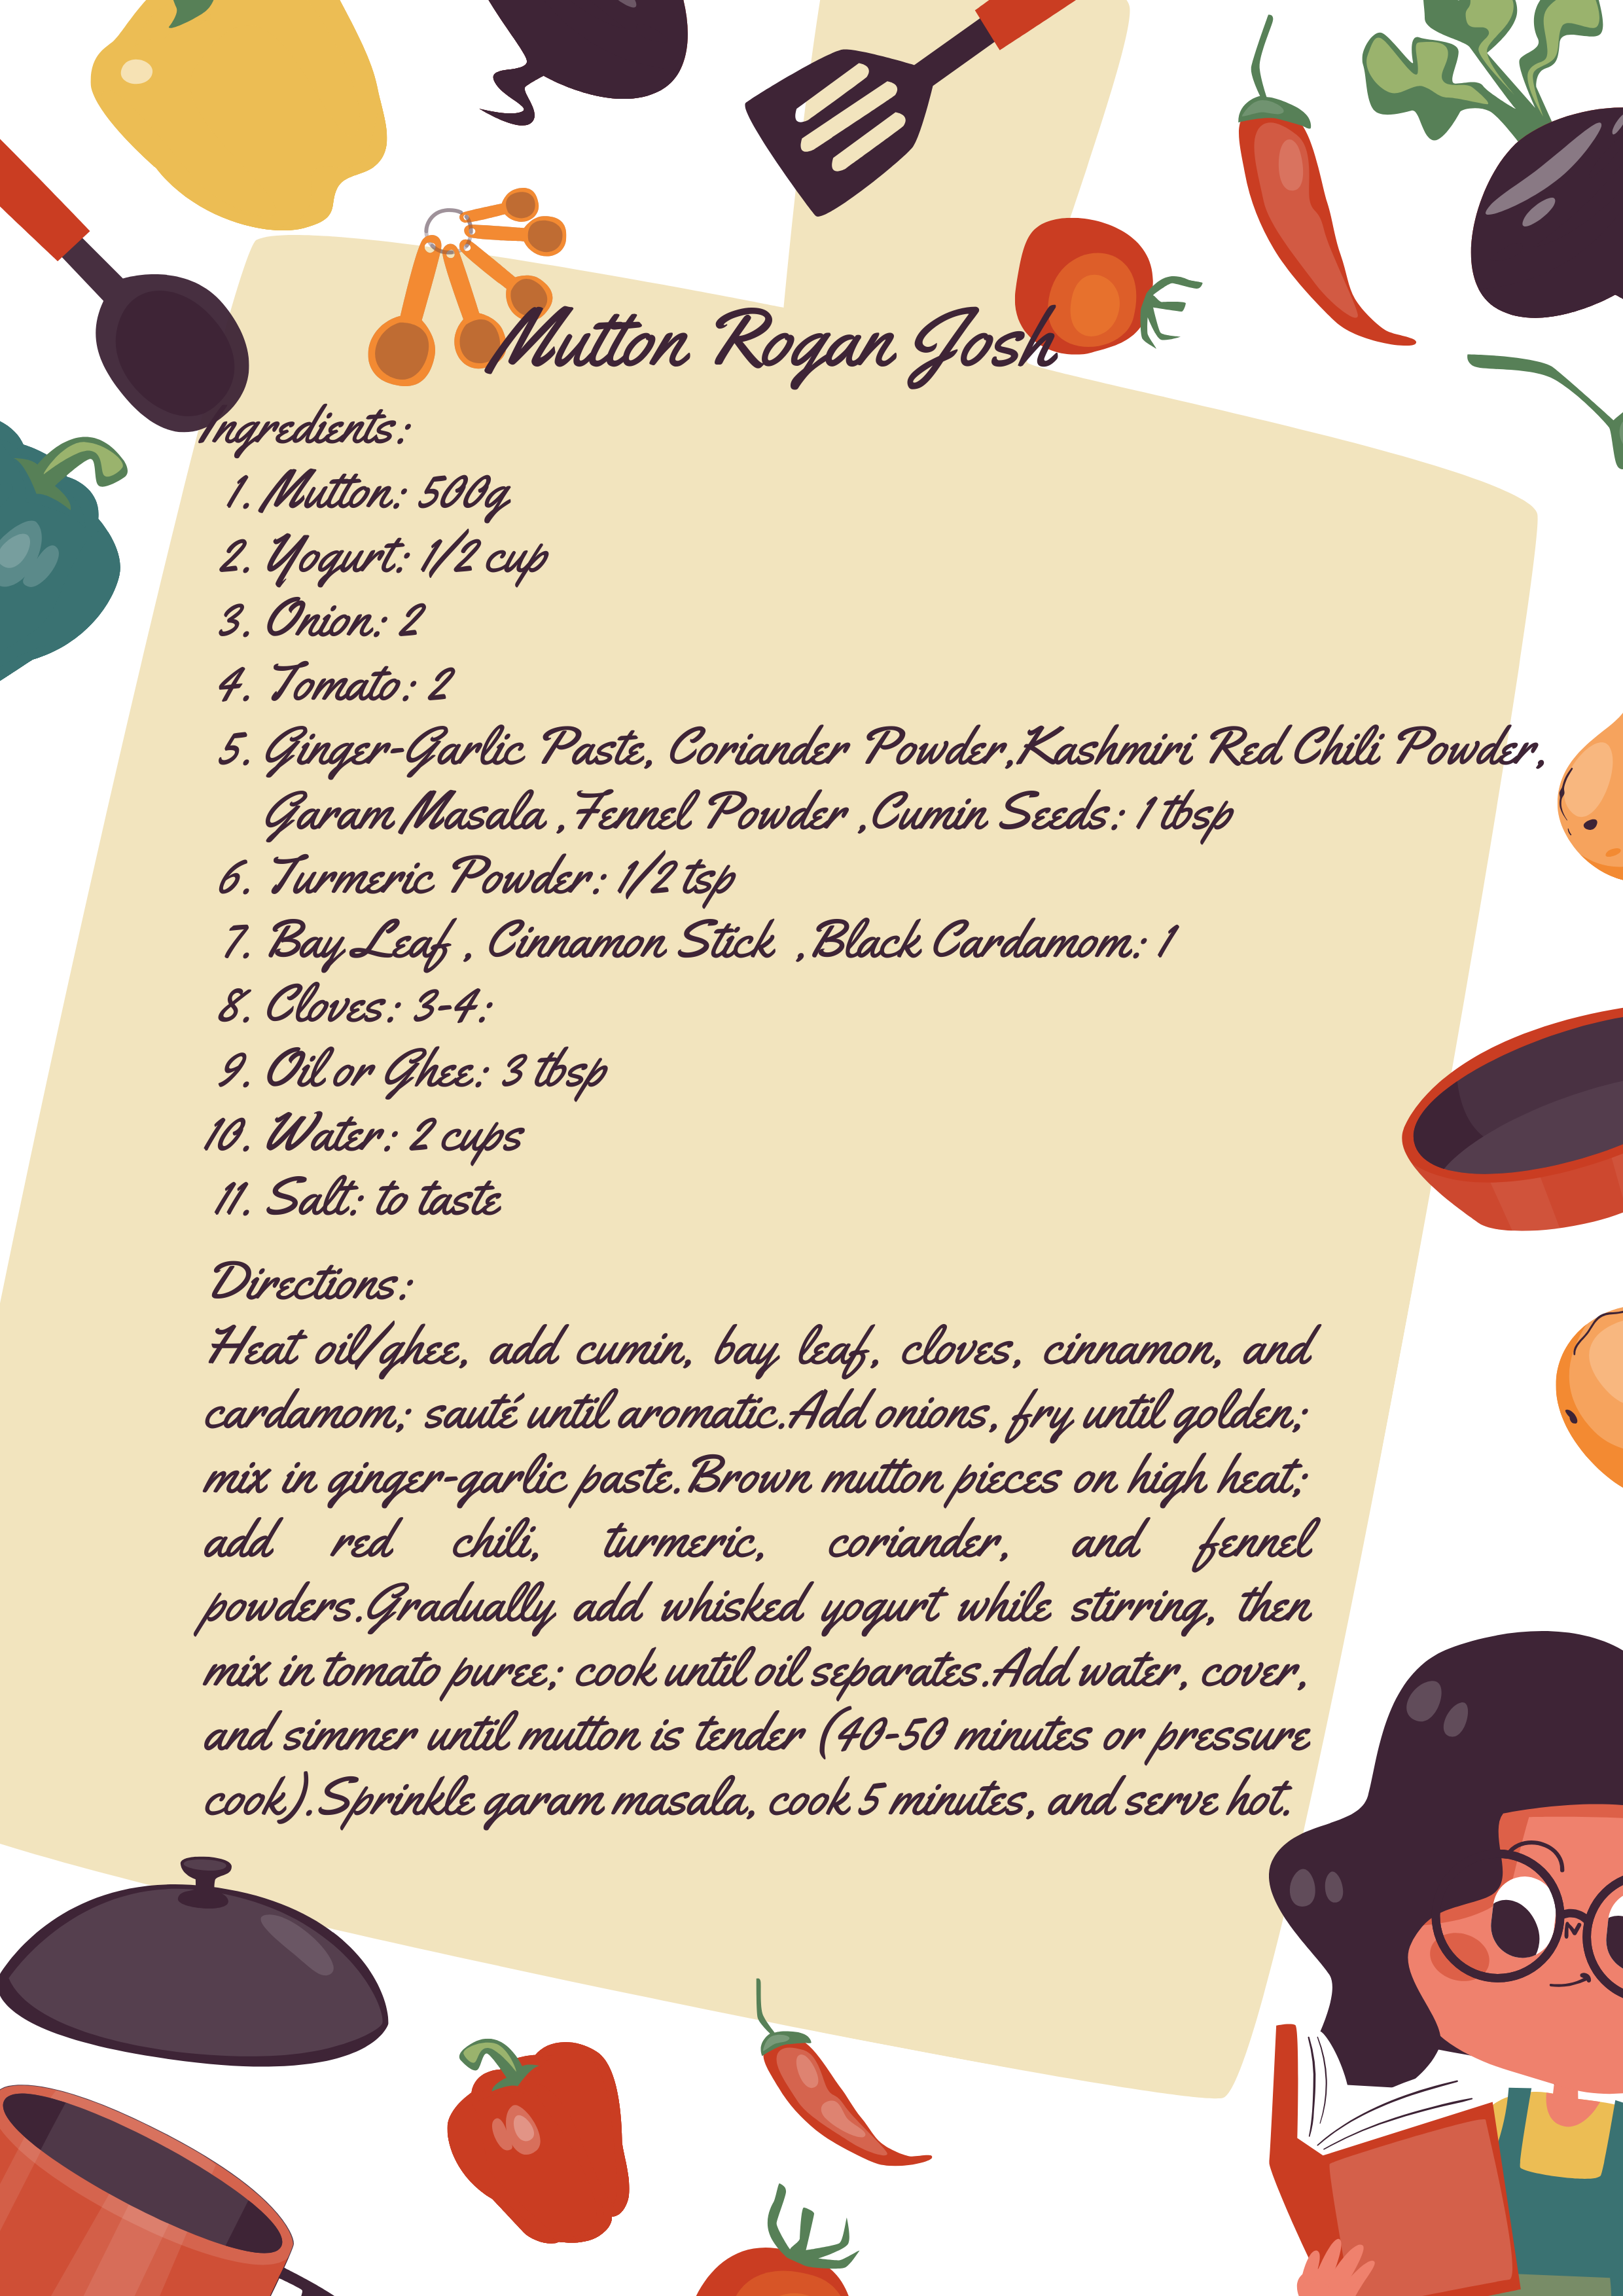 Mutton Rogan Josh
Ingredients:
1. Mutton: 500g
2. Yogurt: 1/2 cup
3. Onion: 2
4. Tomato: 2
5. Ginger-Garlic Paste, Coriander Powder,Kashmiri Red Chili Powder,
Garam Masala ,Fennel Powder ,Cumin Seeds: 1 tbsp
6. Turmeric Powder: 1/2 tsp
7. Bay Leaf , Cinnamon Stick ,Black Cardamom: 1
8. Cloves: 3-4:
9. Oil or Ghee: 3 tbsp
10. Water: 2 cups
11. Salt: to taste
Directions:
Heat oil/ghee, add cumin, bay leaf, cloves, cinnamon, and
cardamom; sauté until aromatic.Add onions, fry until golden;
mix in ginger-garlic paste.Brown mutton pieces on high heat;
add red chili, turmeric, coriander, and fennel
powders.Gradually add whisked yogurt while stirring, then
mix in tomato puree; cook until oil separates.Add water, cover,
and simmer until mutton is tender (40-50 minutes or pressure
cook).Sprinkle garam masala, cook 5 minutes, and serve hot.